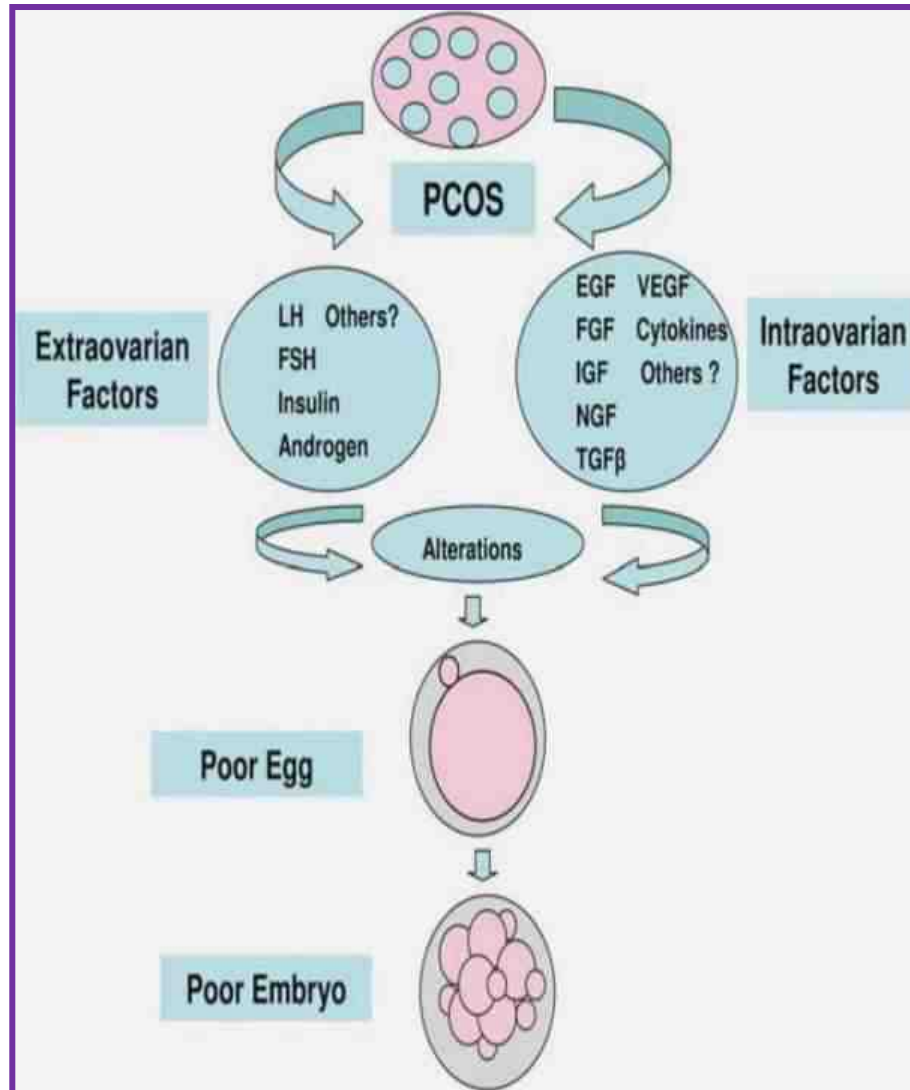 PCOS
Extraovarian
Factors
LH Others?
FSH
Insulin
Androgen
EGF VEGF
FGF Cytokines
IGF Others ?
NGF
TGFβ
Intraovarian
Factors
Alterations
Poor Egg
Poor Embryo